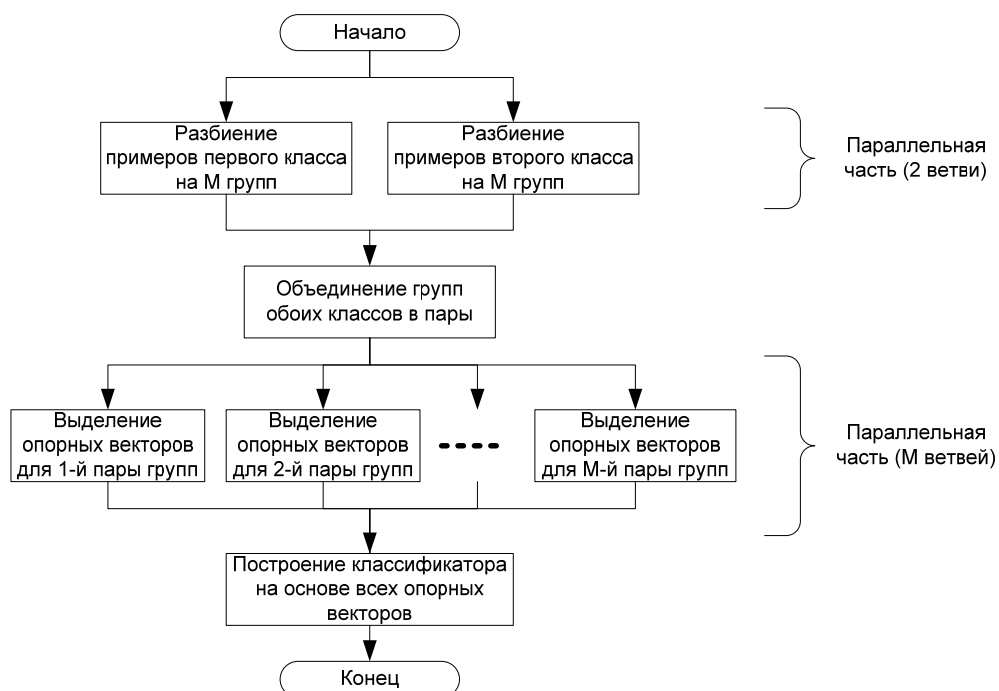 Начало
Разбиение
примеров первого класса
на М групп
Разбиение
примеров второго класса
на М групп
Параллельная
часть (2 ветви)
Объединение групп
обоих классов в пары
Выделение
опорных векторов
для 1-й пары групп
Выделение
опорных векторов
для 2-й пары групп
Выделение
опорных векторов
для М-й пары групп
Параллельная
часть (М ветвей)
Построение классификатора
на основе всех опорных
векторов
Конец